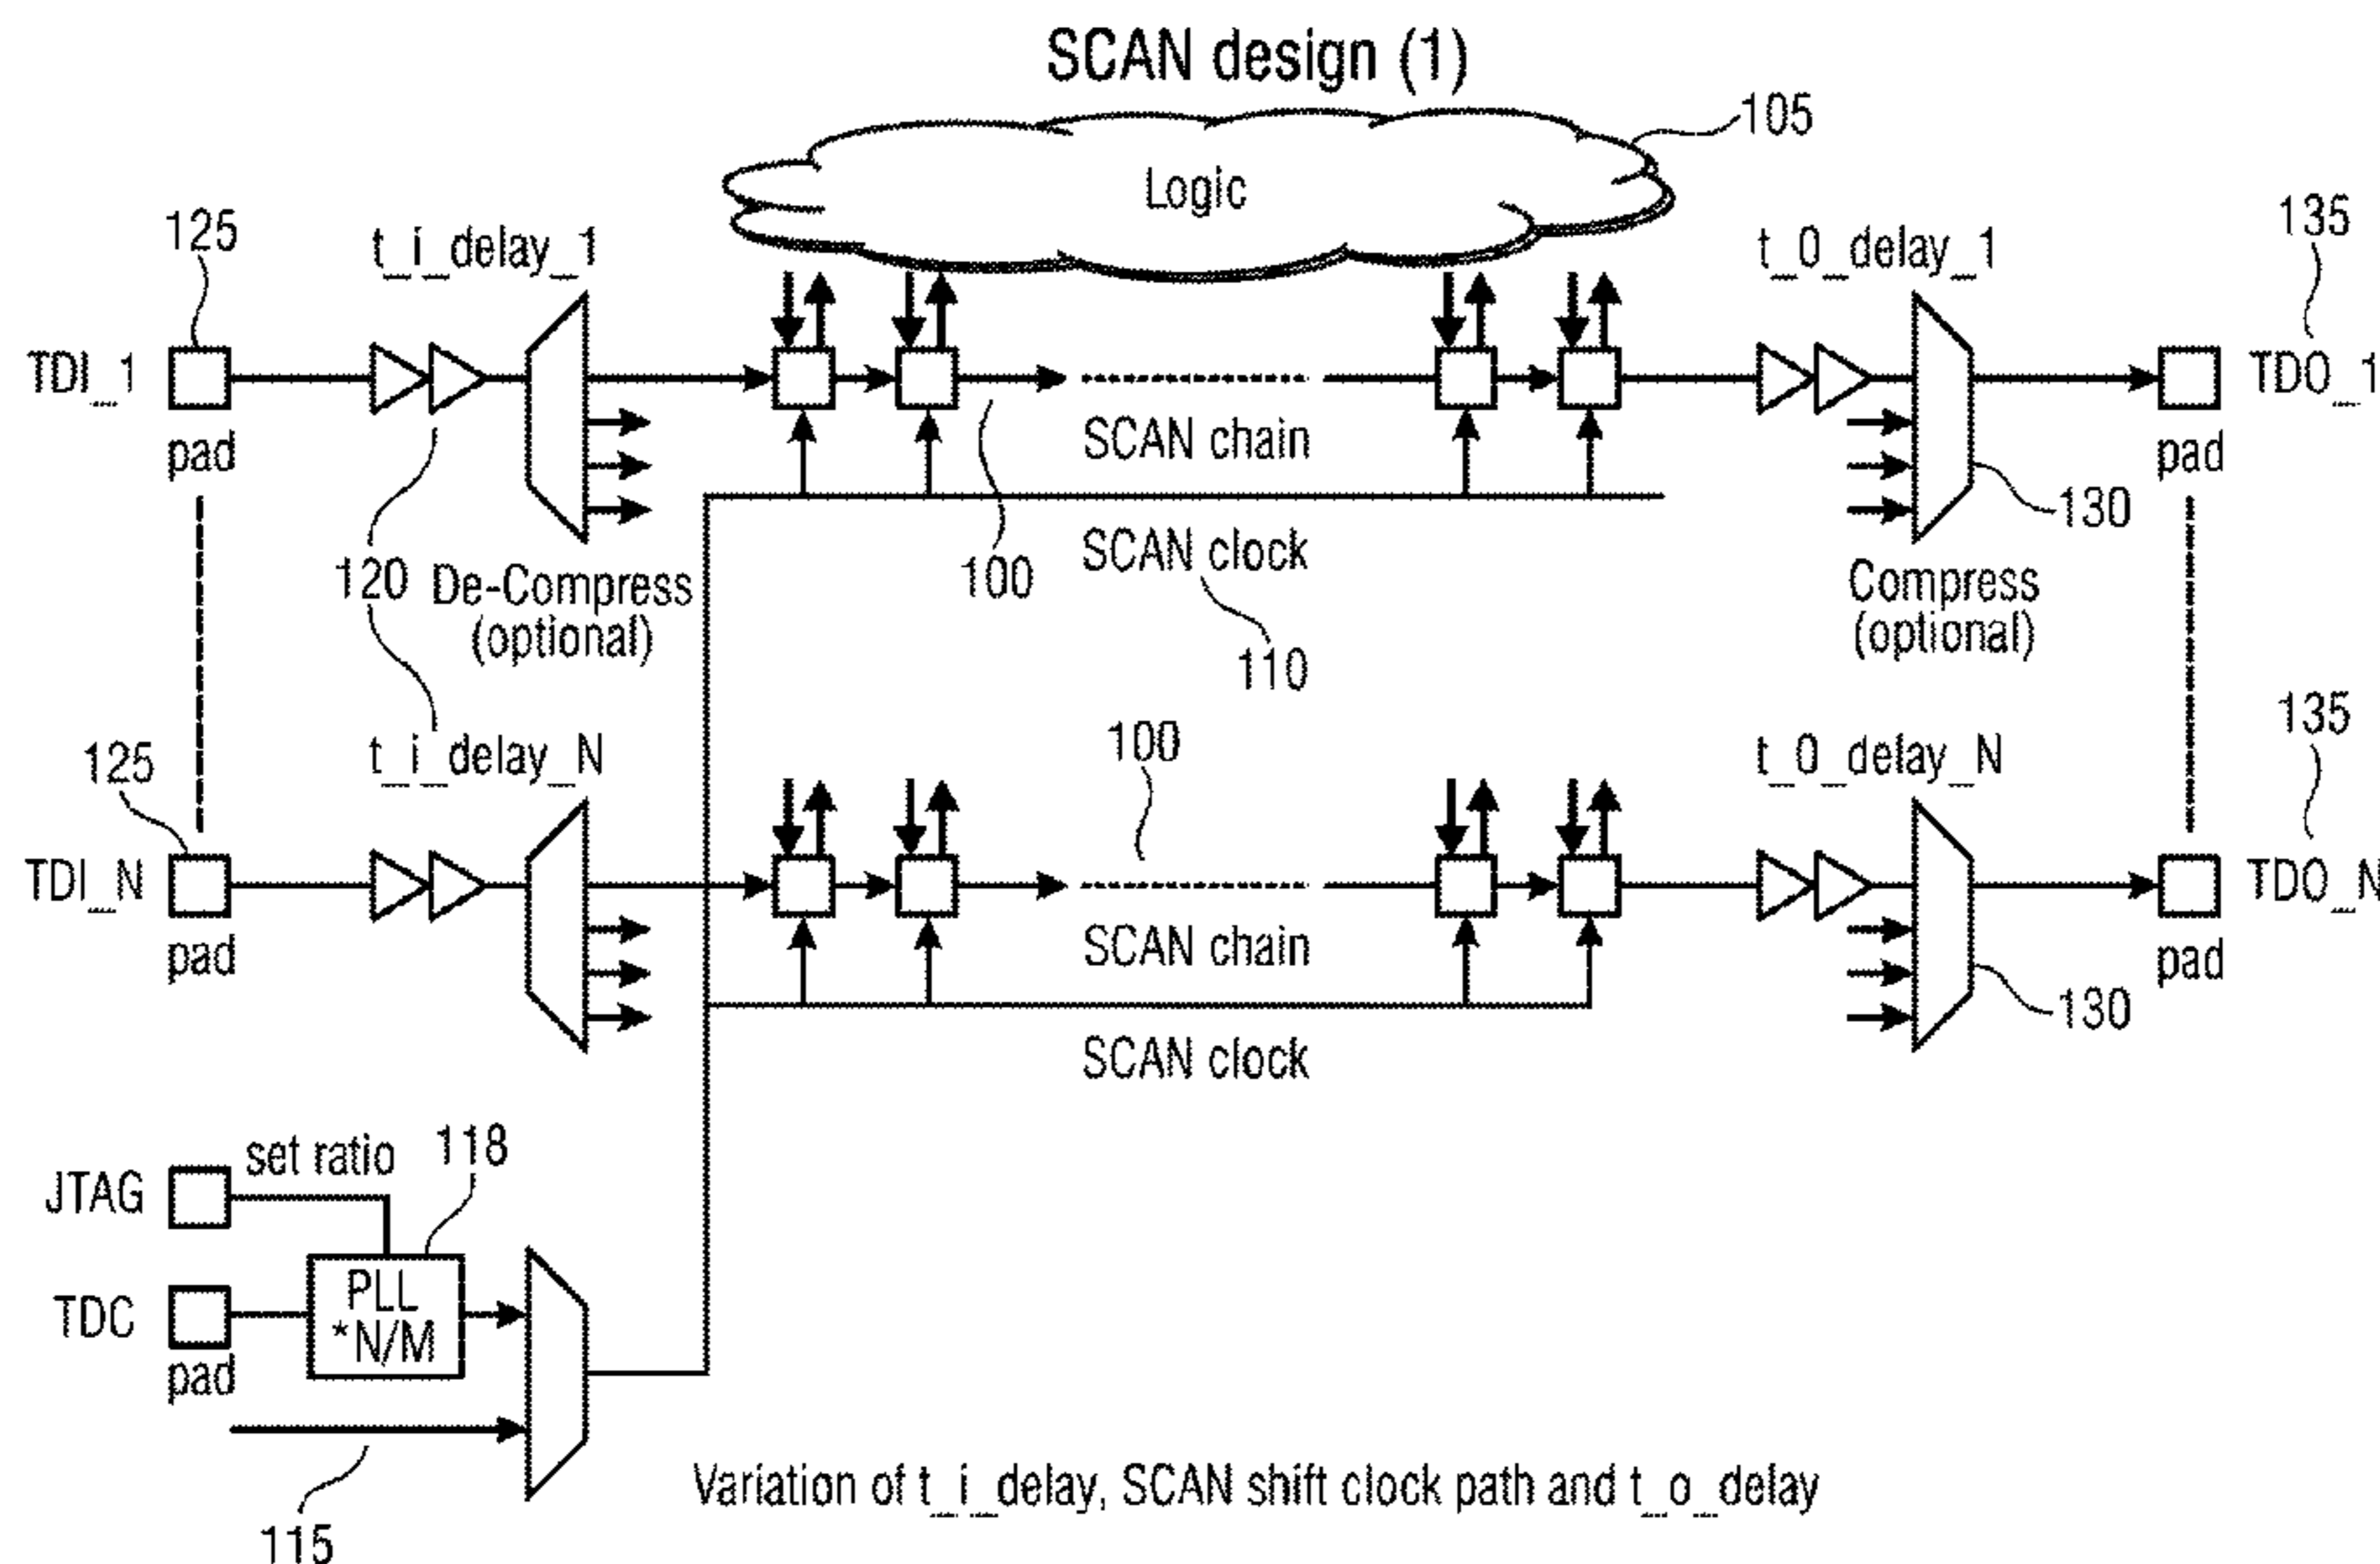 SCAN design (1)
105
Logic
125
t_i_delay_1
t_0_delay_1
135
TDI_1
TDO_1
pad
SCAN chain
pad
130
120
De-Compress
(optional)
100
SCAN clock
Compress
(optional)
110
125
t_i_delay_N
100
t_0_delay_N
135
TDI_N
TDO_N
pad
SCAN chain
pad
130
SCAN clock
set ratio
118
JTAG
PLL
*N/M
TDC
pad
115
Variation of t_i_delay, SCAN shift clock path and t_o_delay